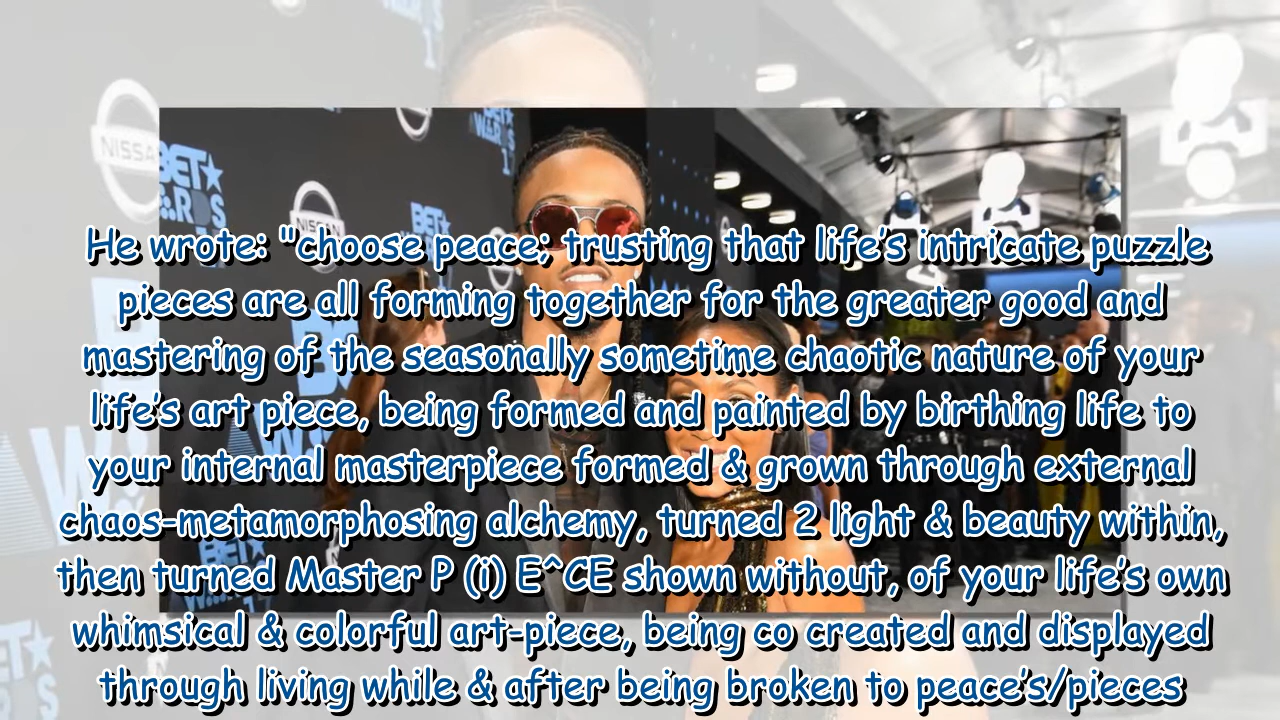 He wrote: "choose peace; trusting that life's intricate puzzle
pieces are all forming together for the greater good and
mastering of the seasonally sometime chaotic nature of your
life's art piece, being formed and painted by birthing life to
your internal masterpiece formed & grown through external
chaos-metamorphosing alchemy, turned 2 light & beauty within,
then turned Master P (i) E^CE shown without, of your life's own
whimsical & colorful art-piece, being co created and displayed
through living while & after being broken to peace's/pieces
NISSAN
BET